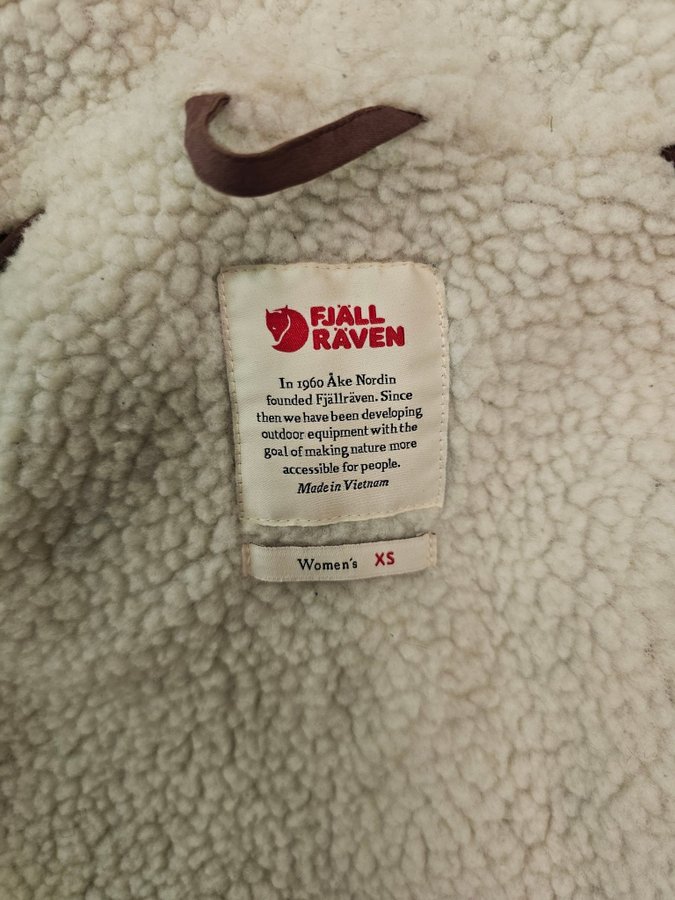 FJÄLL
RÄVEN
In 1960 Åke Nordin
founded Fjällräven. Since
then we have been developing
outdoor equipment with the
goal of making nature more
accessible for people.
Made in Vietnam
Women's XS